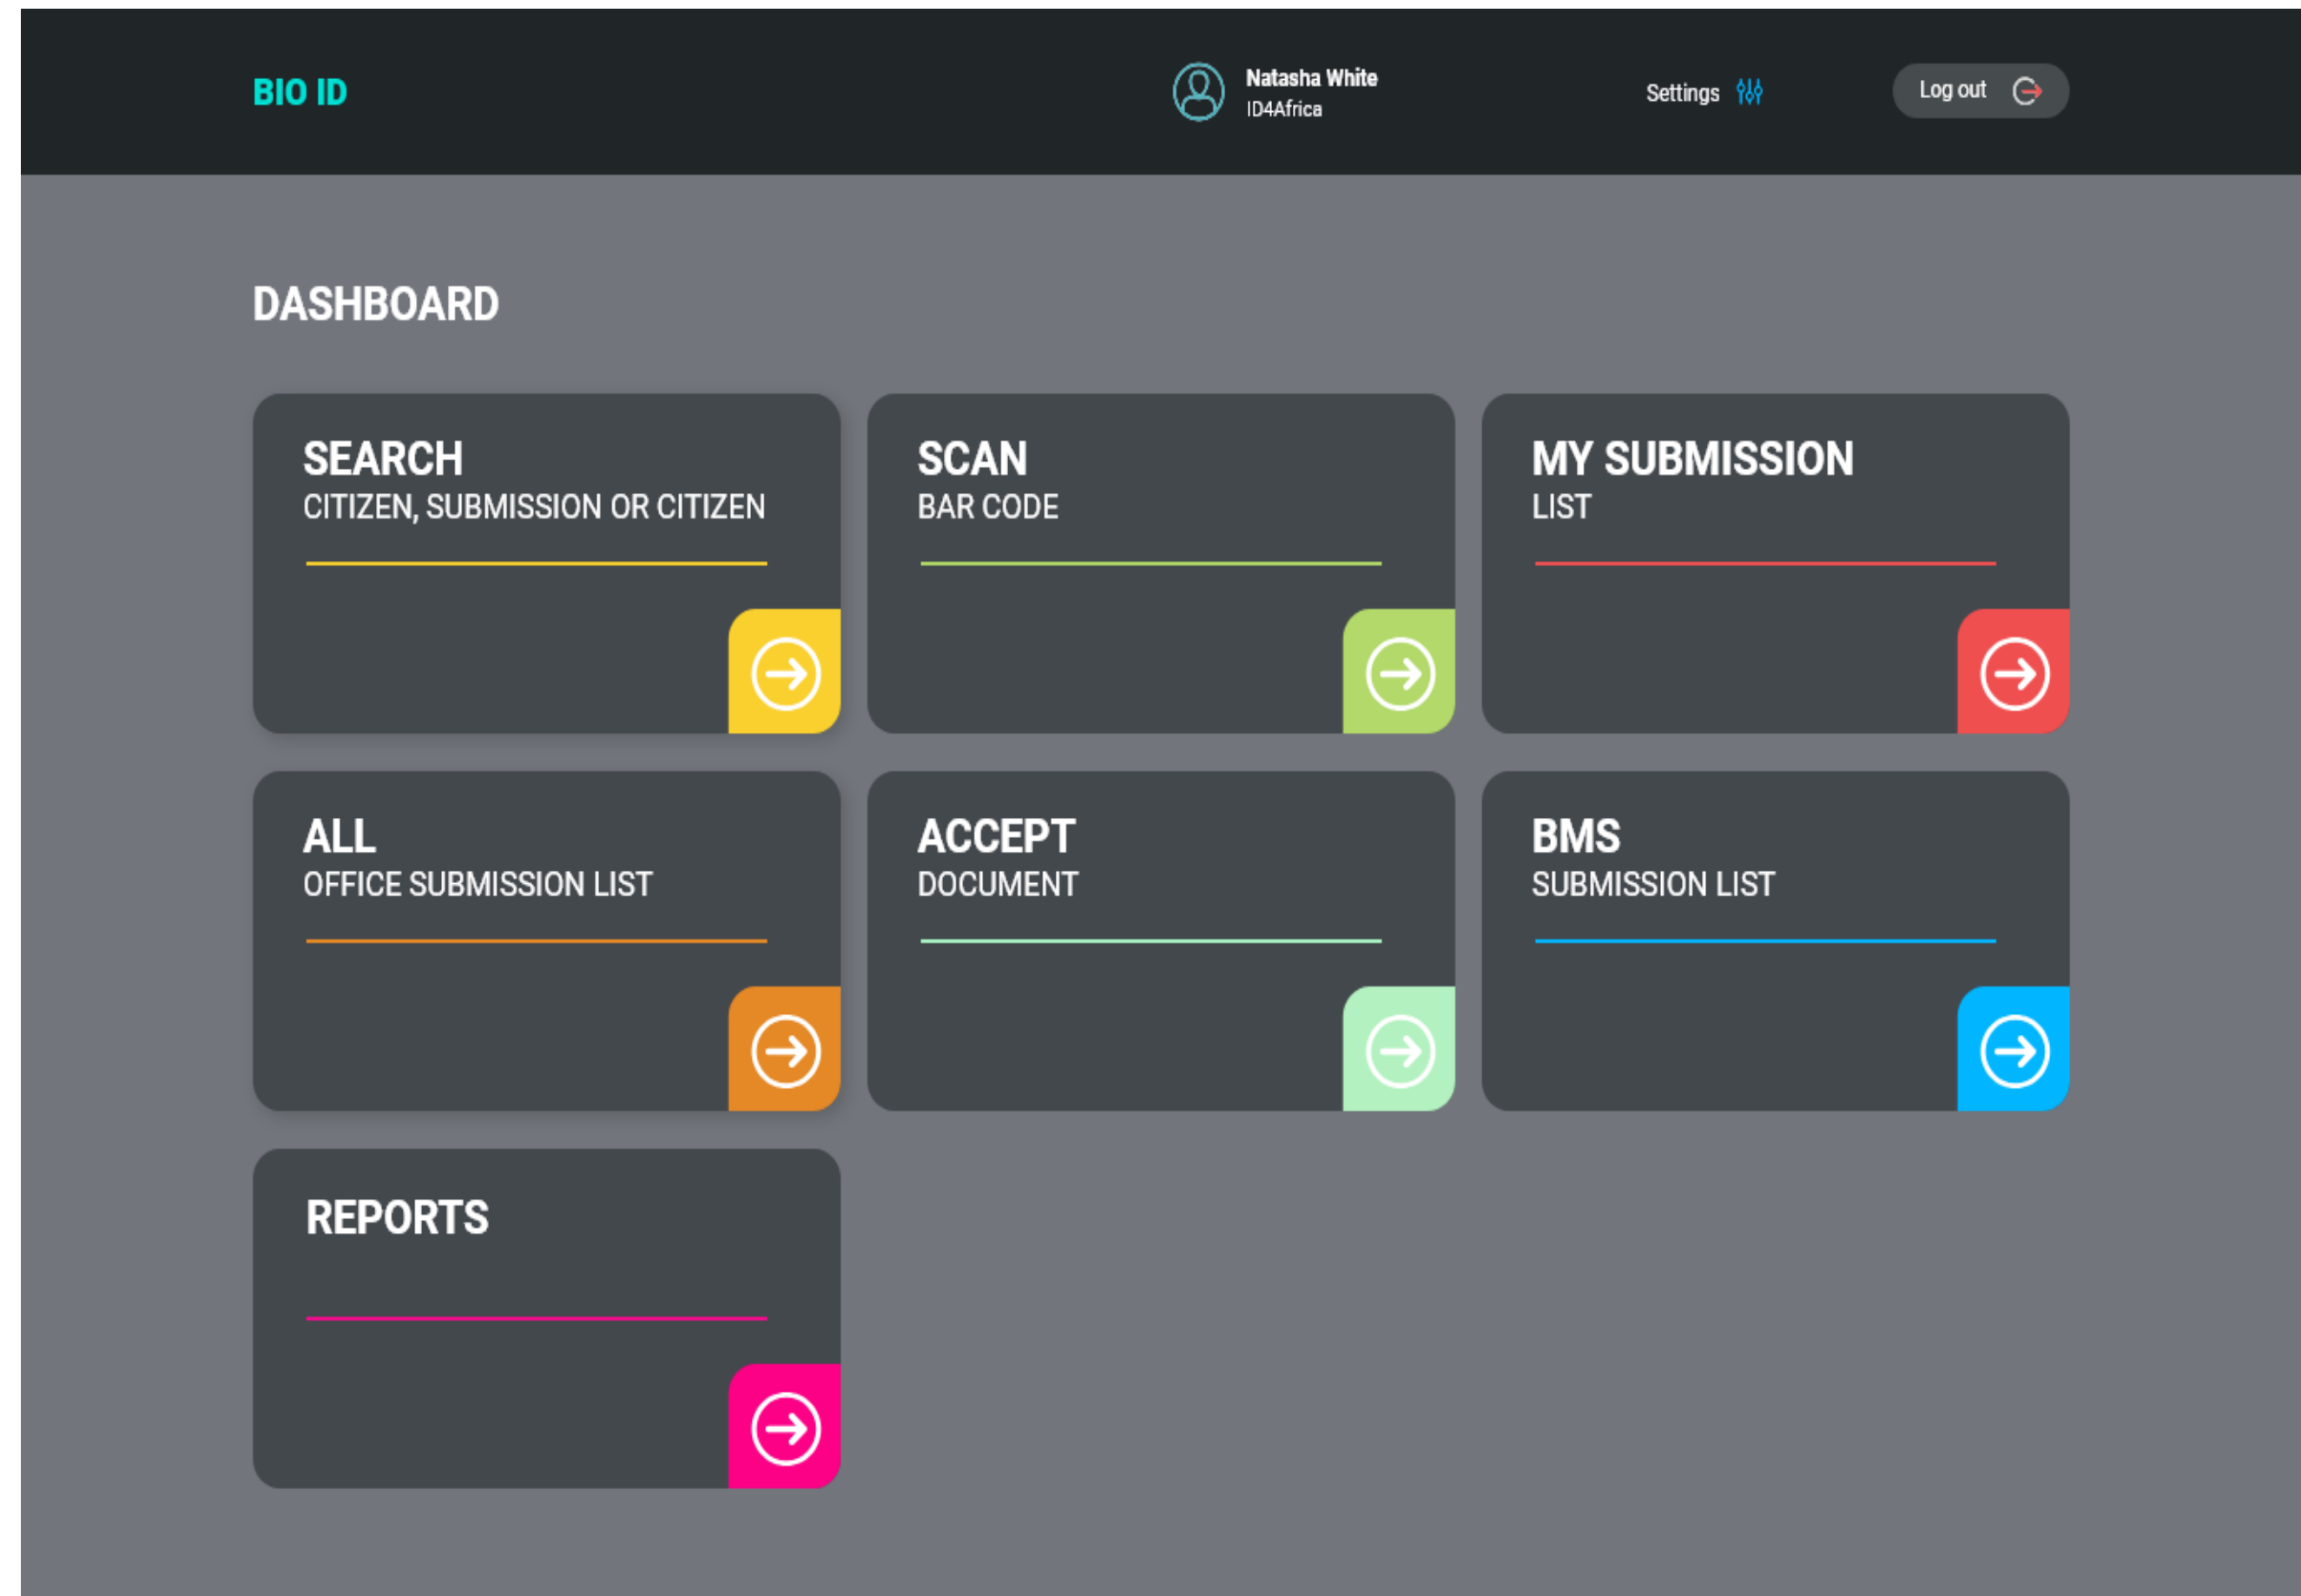 BIO ID
Natasha White
ID4Africa
Settings
Log out
DASHBOARD
SEARCH
CITIZEN, SUBMISSION OR CITIZEN
SCAN
BAR CODE
MY SUBMISSION
LIST
ALL
OFFICE SUBMISSION LIST
ACCEPT
DOCUMENT
BMS
SUBMISSION LIST
REPORTS